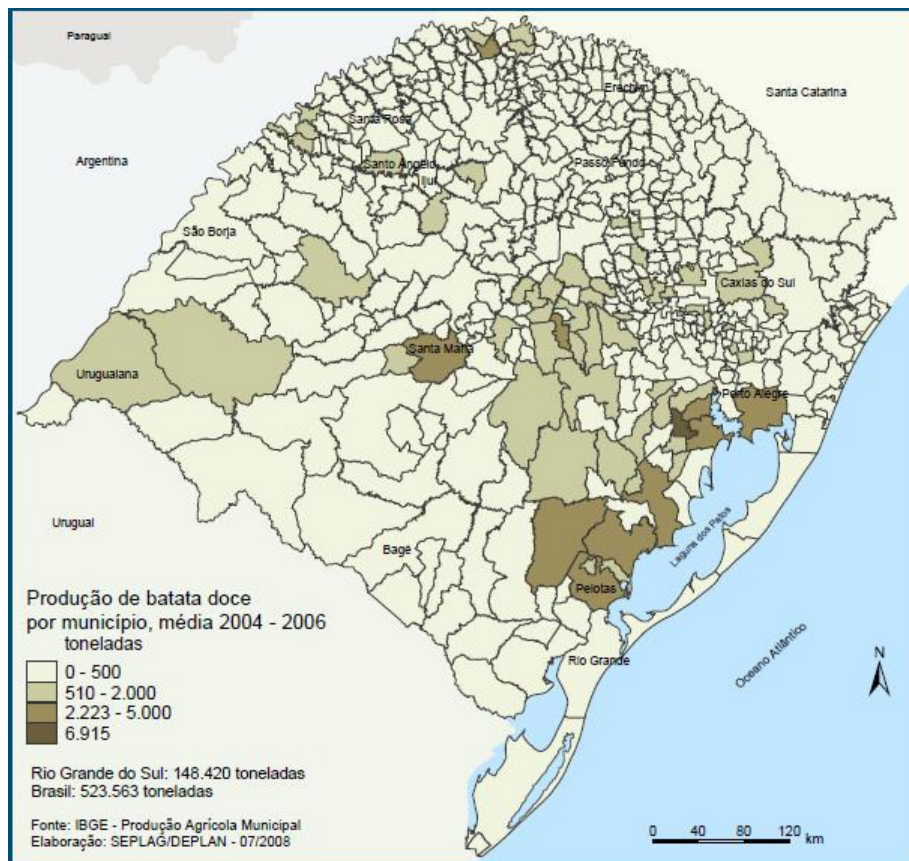 Paraguai
Santa Catarina
Erechim
Santa Rosa
Argentina
Santo Ângelo
Passo Fundo
Ijuí
São Borja
Caxias do Sul
Santa Maria
Uruguaiana
Porto Alegre
Uruguai
Bagé
Laguna dos Patos
Pelotas
Rio Grande
Oceano Atlântico
N
Produção de batata doce
por município, média 2004 - 2006
toneladas
0 - 500
510 - 2.000
2.223 - 5.000
6.915
Rio Grande do Sul: 148.420 toneladas
Brasil: 523.563 toneladas
Fonte: IBGE - Produção Agrícola Municipal
Elaboração: SEPLAG/DEPLAN - 07/2008
0 40 80 120
km